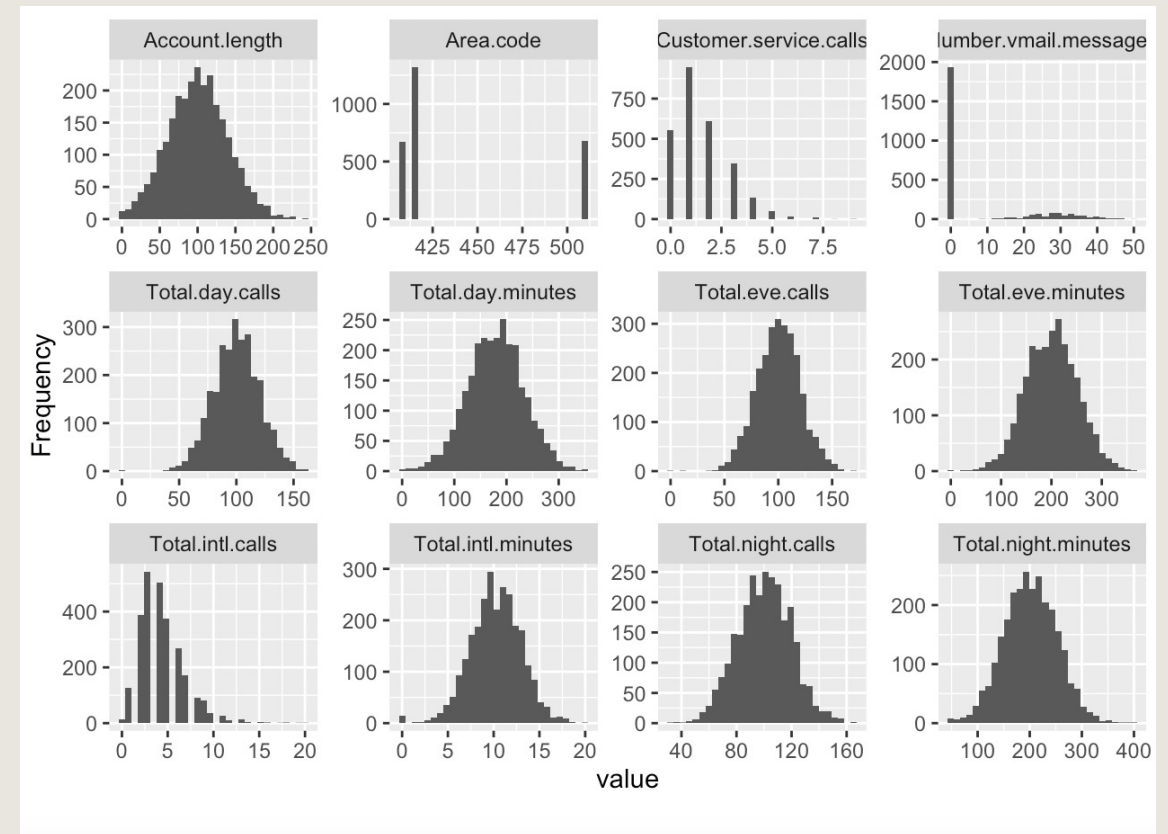 Account.length
Area.code
Customer.service.calls
lumber.vmail.message
200
150
100
50
0
0 50 100 150 200 250
1000
500
0
425 450 475 500
750
500
250
0
0.0 2.5 5.0 7.5
2000
1500
1000
500
0
0 10 20 30 40 50
Total.day.calls
Total.day.minutes
Total.eve.calls
Total.eve.minutes
300
200
100
0
0 50 100 150
250
200
150
100
50
0
0 100 200 300
300
200
100
0
0 50 100 150
200
100
0
0 100 200 300
Total.intl.calls
Total.intl.minutes
Total.night.calls
Total.night.minutes
400
200
0
0 5 10 15 20
300
200
100
0
0 5 10 15 20
250
200
150
100
50
0
40 80 120 160
200
100
0
100 200 300 400
Frequency
value